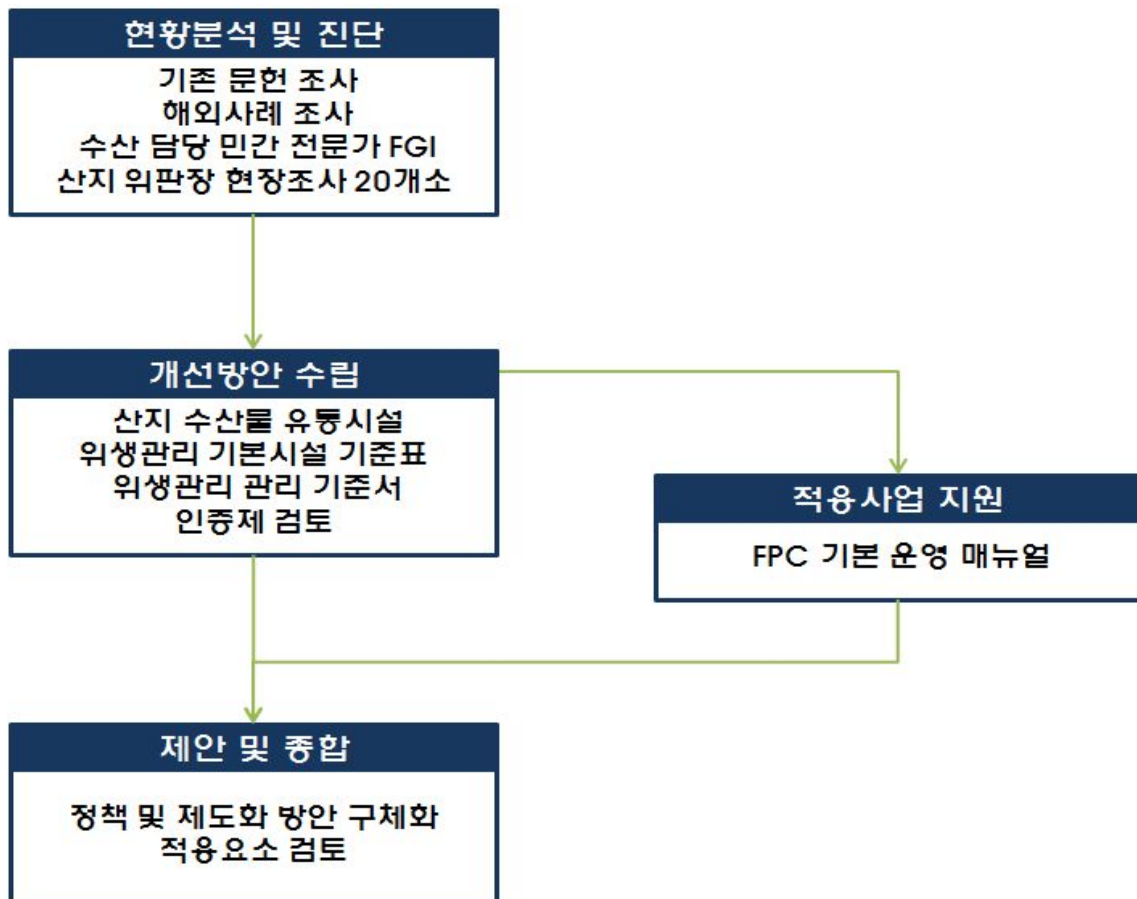 현황분석 및 진단
기존 문헌 조사
해외사례 조사
수산 담당 민간 전문가 FGI
산지 위판장 현장조사 20개소
개선방안 수립
산지 수산물 유통시설
위생관리 기본시설 기준표
위생관리 관리 기준서
인증제 검토
적용사업 지원
FPC 기본 운영 매뉴얼
제안 및 종합
정책 및 제도화 방안 구체화
적용요소 검토